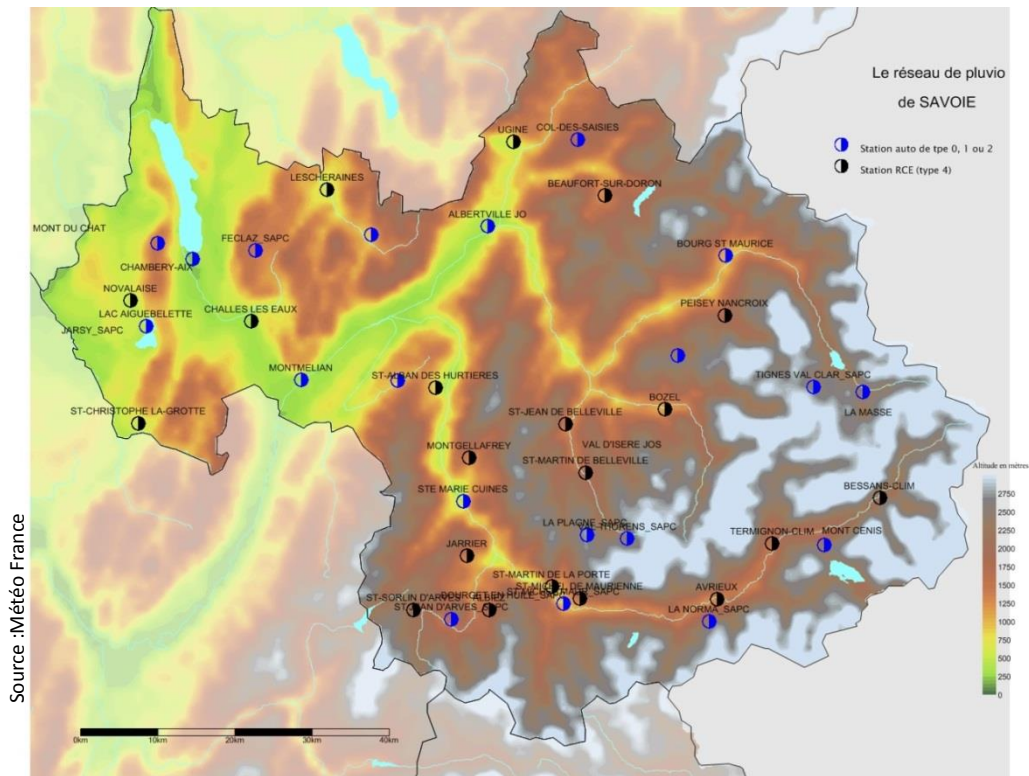 Le réseau de pluvio
de SAVOIE
Station auto de tpe 0, 1 ou 2
Station RCE (type 4)
UGINE
COL-DES-SAISIES
LESCHERAINES
BEAUFORT-SUR-DORON
ALBERTVILLE JO
MONT DU CHAT
FECLAZ_SAPC
BOURG ST MAURICE
CHAMBERY-AIX
NOVALAISE
PEISEY NANCROIX
LAC AIGUEBELETTE
CHALLES LES EAUX
JARSY_SAPC
MONTMELIAN
ST-ALBAN DES HURTIERES
TIGNES VAL CLAR_SAPC
BOZEL
LA MASSE
ST-CHRISTOPHE LA-GROTTE
ST-JEAN DE BELLEVILLE
MONTGELLAFREY
VAL D'ISERE JOS
ST-MARTIN DE BELLEVILLE
Altitude en mètres
STE MARIE CUINES
BESSANS-CLIM
LA PLAGNE_SAPC
THORENS_SAPC
TERMIGNON-CLIM
MONT CENIS
JARRIER
ST-MARTIN DE LA PORTE
ST-MICHEL DE MAURIENNE
AVRIEUX
ST-SORLIN D'ARVES
LA NORMA_SAPC
3000
2750
2500
2250
2000
1750
1500
1250
1000
750
500
250
0
0km
10km
20km
30km
40km
Source :Météo France